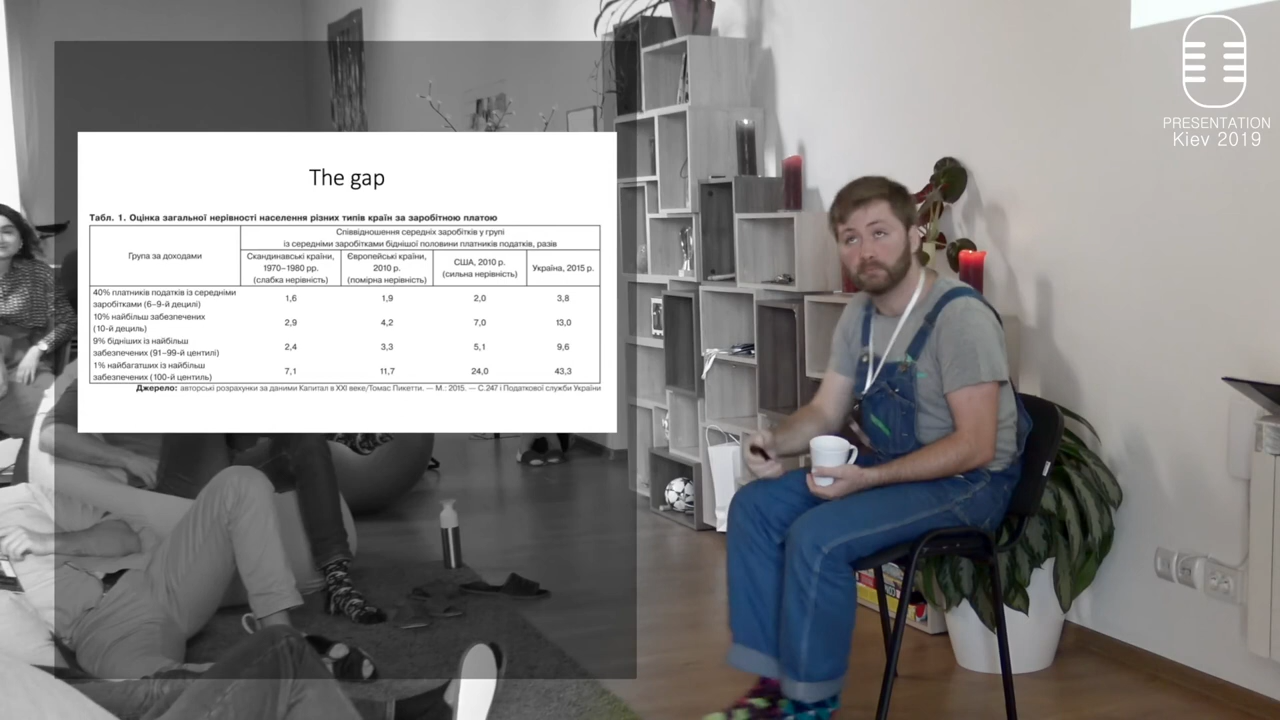 The gap
Табл. 1. Оцінка загальної нерівності населення різних типів країн за заробітною платою
Група за доходами
Співвідношення середніх заробітків у групі
із середніми заробітками біднішої половини платників податків, разів
Скандинавські країни,
1970–1980 рр.
(слабка нерівність)
Європейські країни,
2010 р.
(помірна нерівність)
США, 2010 р.
(сильна нерівність)
Україна, 2015 р.
40% платників податків із середніми
заробітками (6–9-й децилі)
1,6
1,9
2,0
3,8
10% найбільш забезпечених
(10-й дециль)
2,9
4,2
7,0
13,0
9% бідніших із найбільш
забезпечених (91–99-й центилі)
2,4
3,3
5,1
9,6
1% найбагатших із найбільш
забезпечених (100-й центиль)
7,1
11,7
24,0
43,3
Джерело: авторські розрахунки за даними Капитал в XXI веке/Томас Пикетти. — М.: 2015. — С.247 і Податкової служби України
PRESENTATION
Kiev 2019